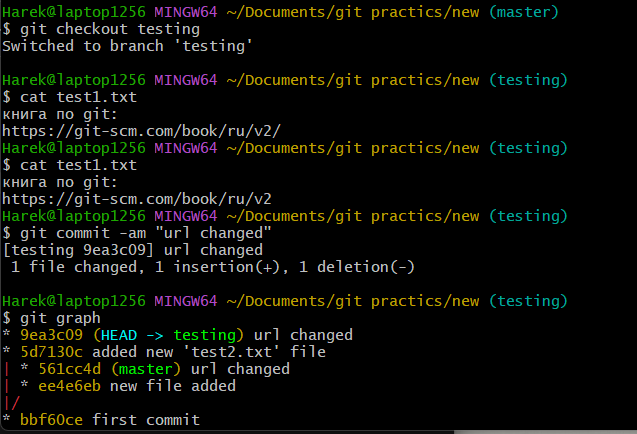 Harek@laptop1256 MINGW64 ~/Documents/git practics/new (master)
$ git checkout testing
Switched to branch 'testing'
Harek@laptop1256 MINGW64 ~/Documents/git practics/new (testing)
$ cat test1.txt
книга по git:
https://git-scm.com/book/ru/v2/
Harek@laptop1256 MINGW64 ~/Documents/git practics/new (testing)
$ cat test1.txt
книга по git:
https://git-scm.com/book/ru/v2
Harek@laptop1256 MINGW64 ~/Documents/git practics/new (testing)
$ git commit -am "url changed"
[testing 9ea3c09] url changed
 1 file changed, 1 insertion(+), 1 deletion(-)
Harek@laptop1256 MINGW64 ~/Documents/git practics/new (testing)
$ git graph
* 9ea3c09 (HEAD -> testing) url changed
* 5d7130c added new 'test2.txt' file
| * 561cc4d (master) url changed
| * ee4e6eb new file added
|/
* bbf60ce first commit